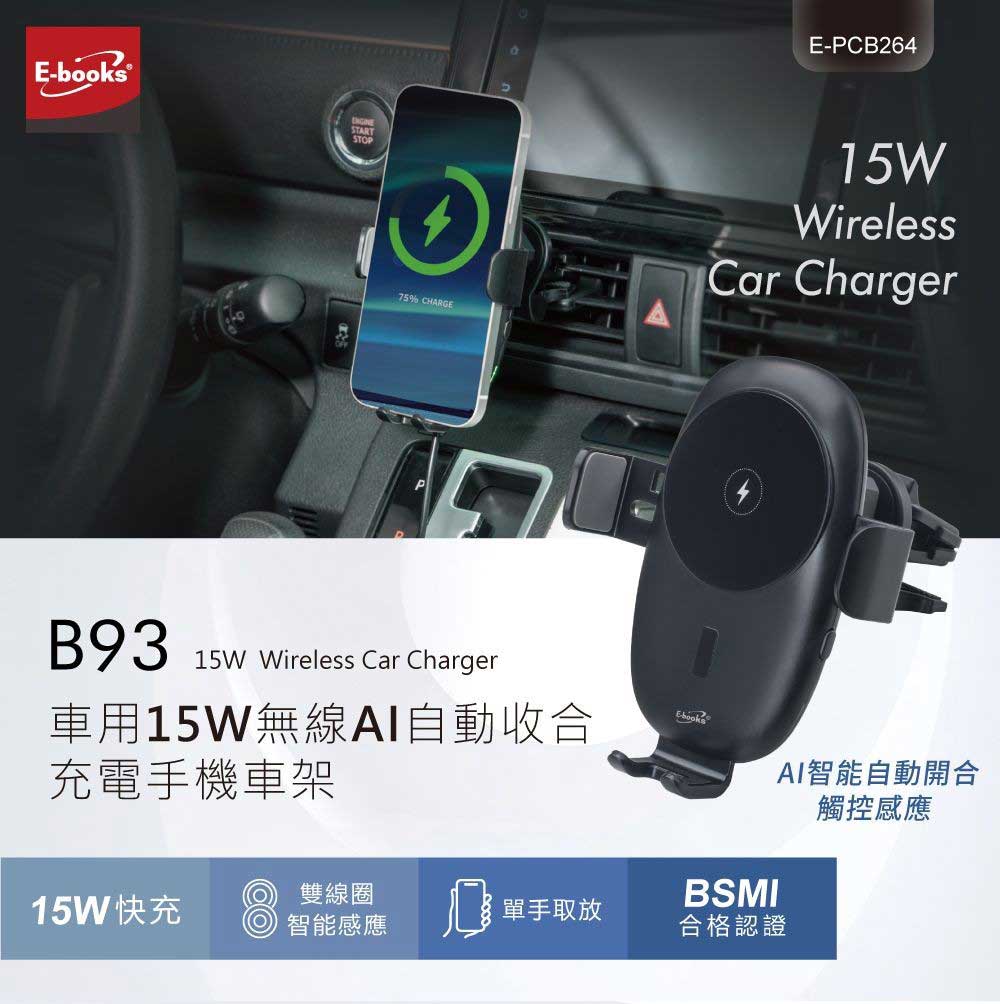 E-books®
E-PCB264
15W
Wireless
Car Charger
ENGINE
START
STOP
75% CHARGE
OFF
P
R
B93 15W Wireless Car Charger
車用15W無線AI自動收合
充電手機車架
E-books®
AI智能自動開合
觸控感應
15W快充
雙線圈
智能感應
單手取放
BSMI
合格認證